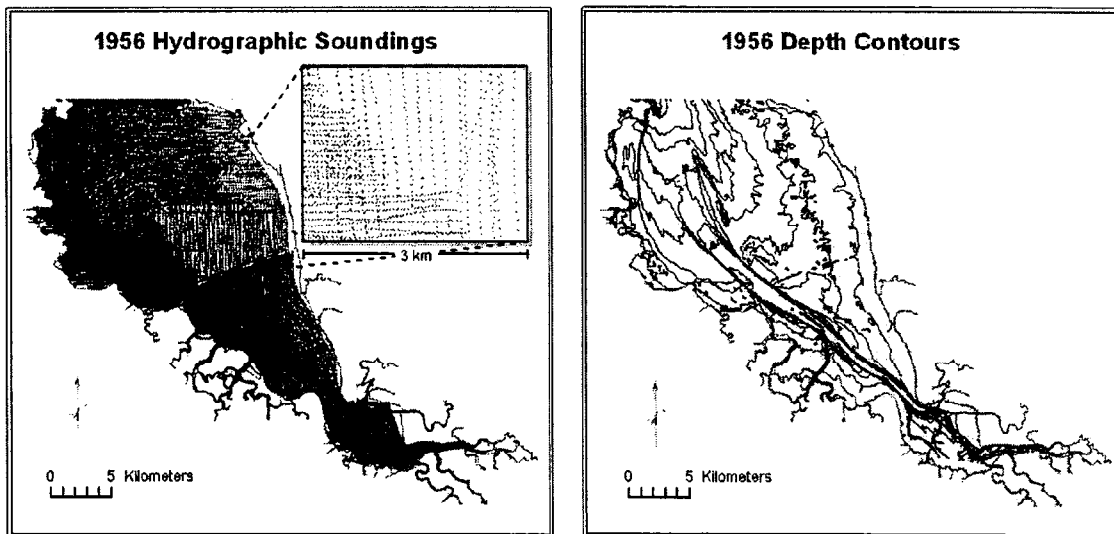 1956 Hydrographic Soundings
3 km
0 5 Kilometers
1956 Depth Contours
0 5 Kilometers